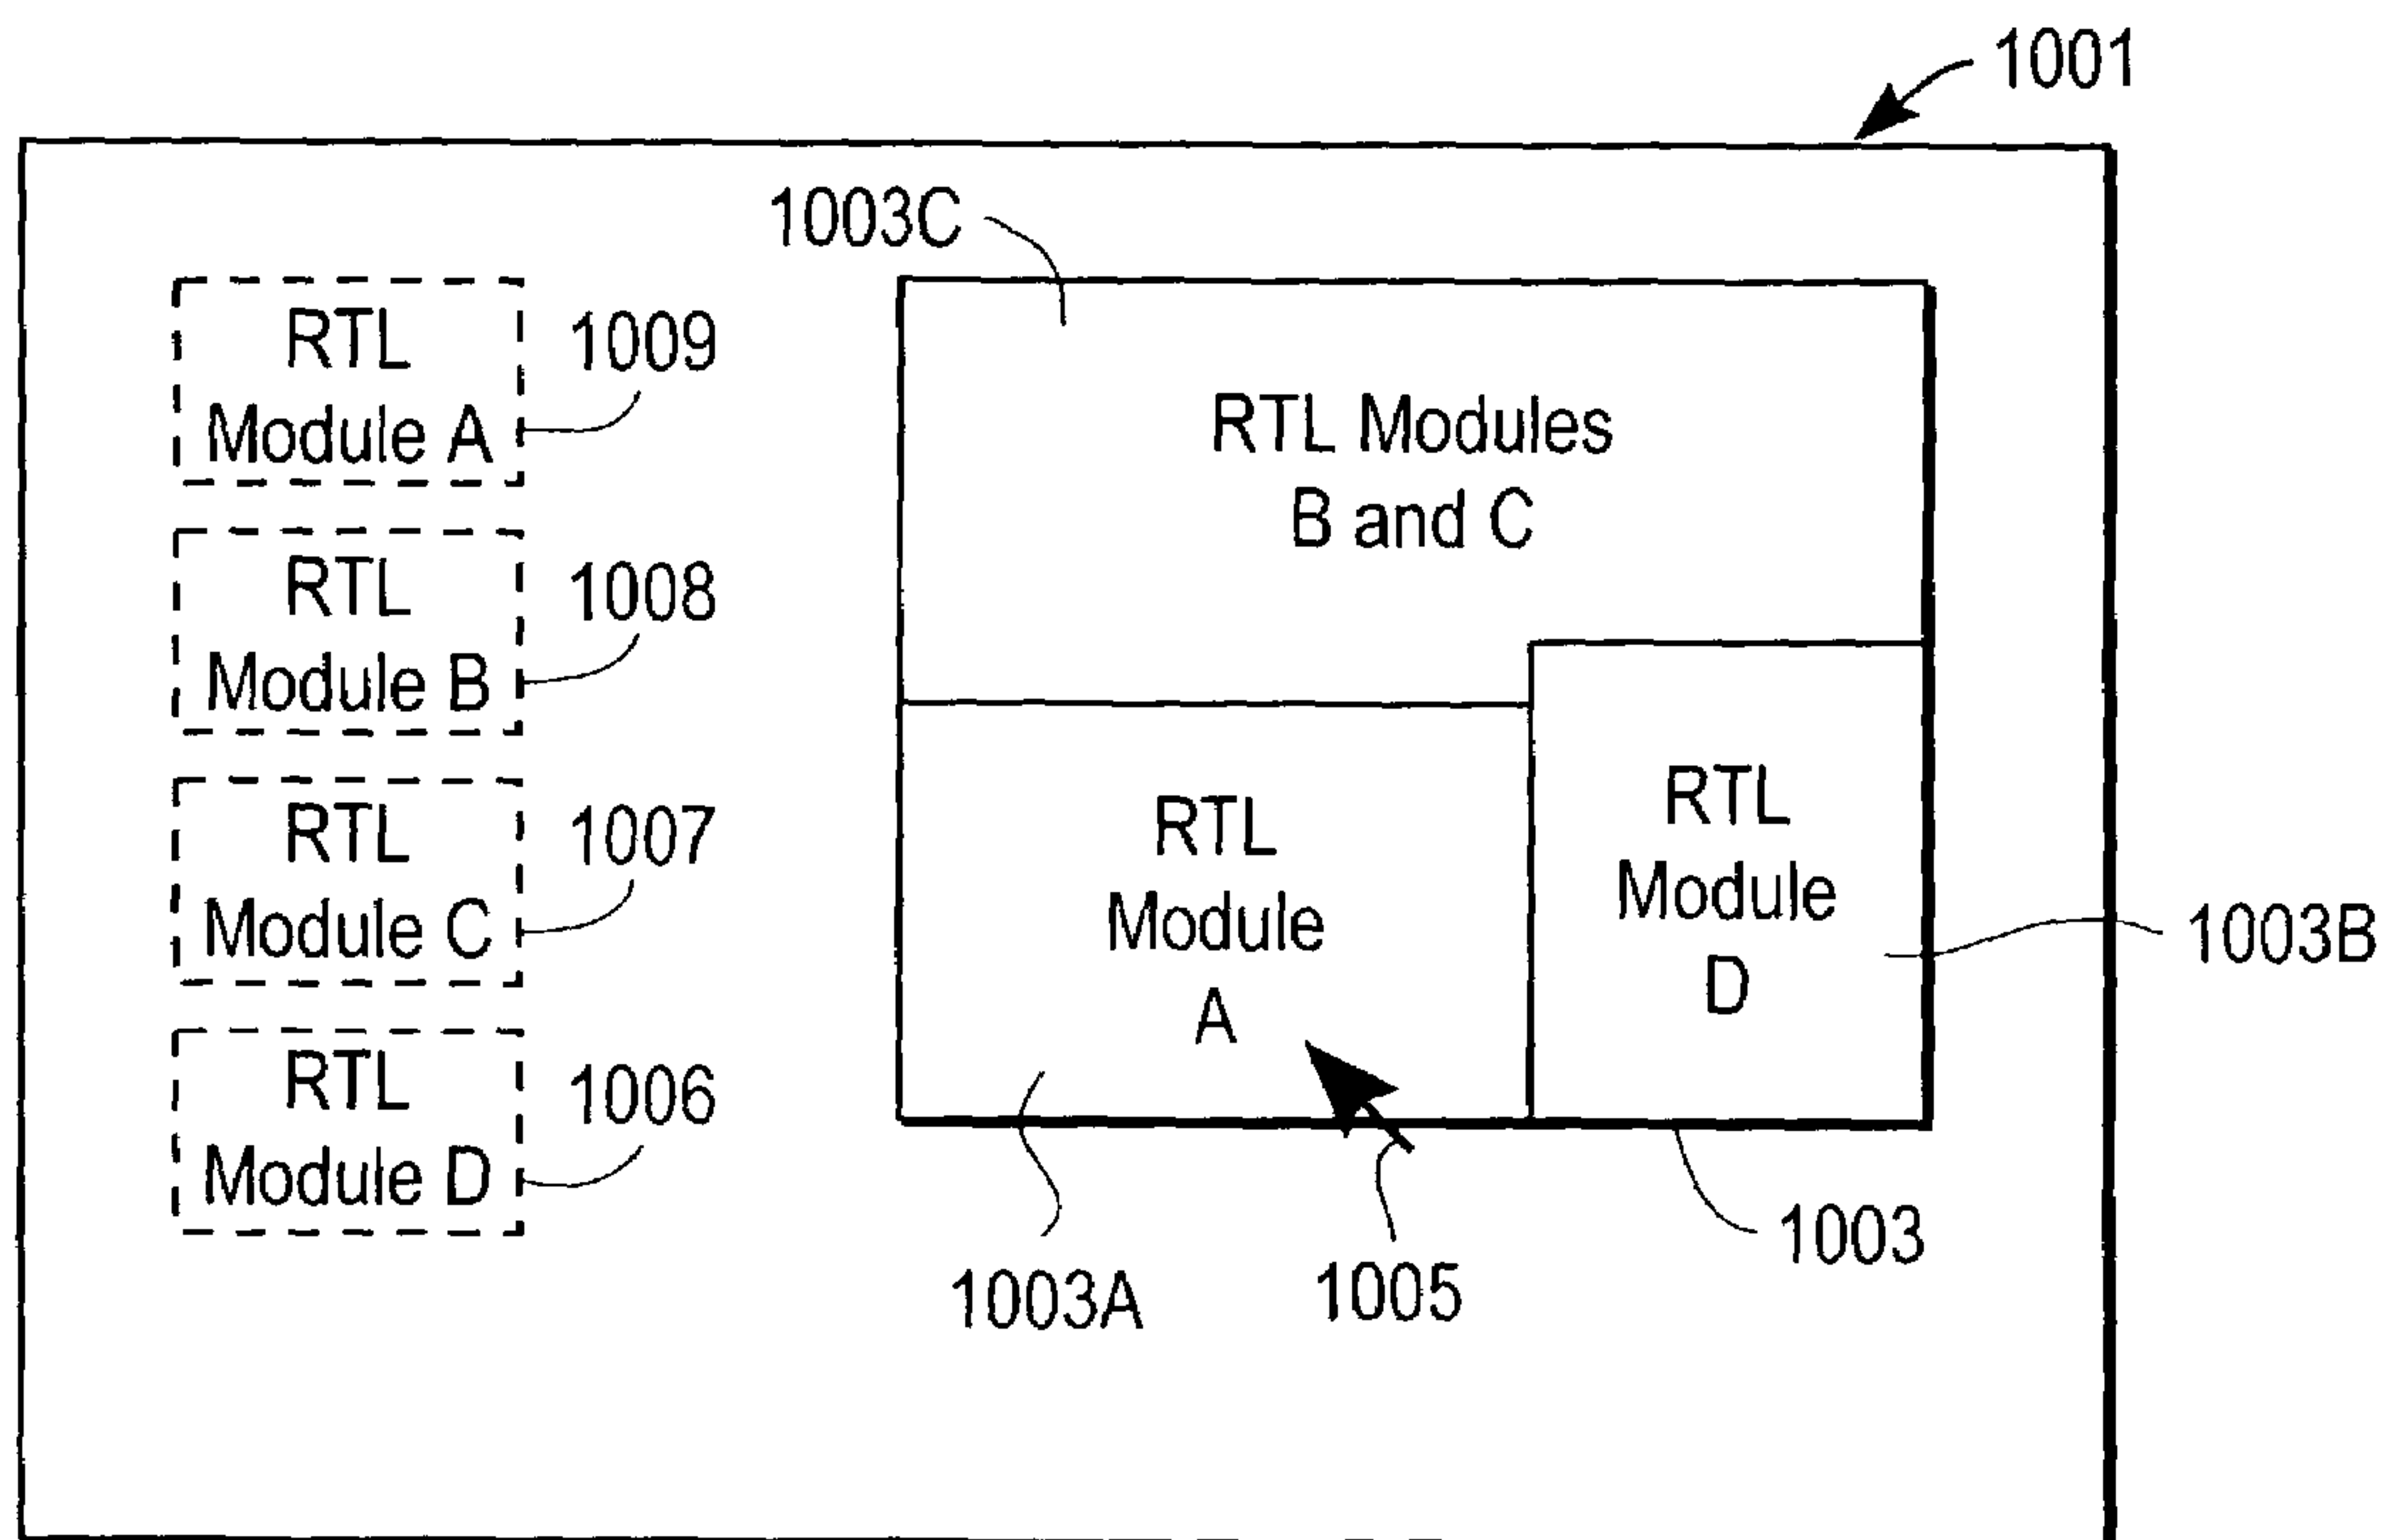 1001
1003C
RTL
Module A
1009
RTL
Module B
1008
RTL
Module C
1007
RTL
Module D
1006
RTL Modules
B and C
RTL
Module
A
RTL
Module
D
1003B
1003
1003A
1005